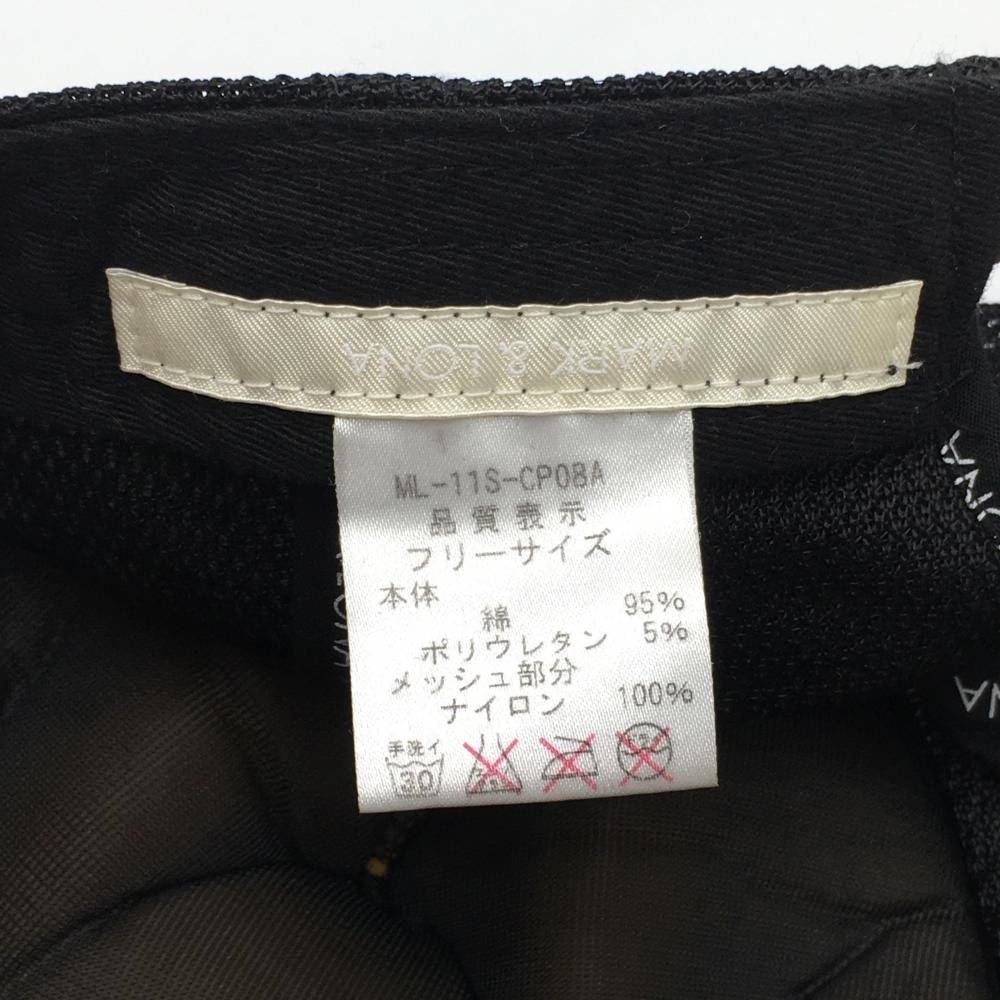 MARK & LONA
ML-11S-CP08A
品質表示
フリーサイズ
本体
綿 95%
ポリウレタン 5%
メッシュ部分
ナイロン 100%
手洗イ
30